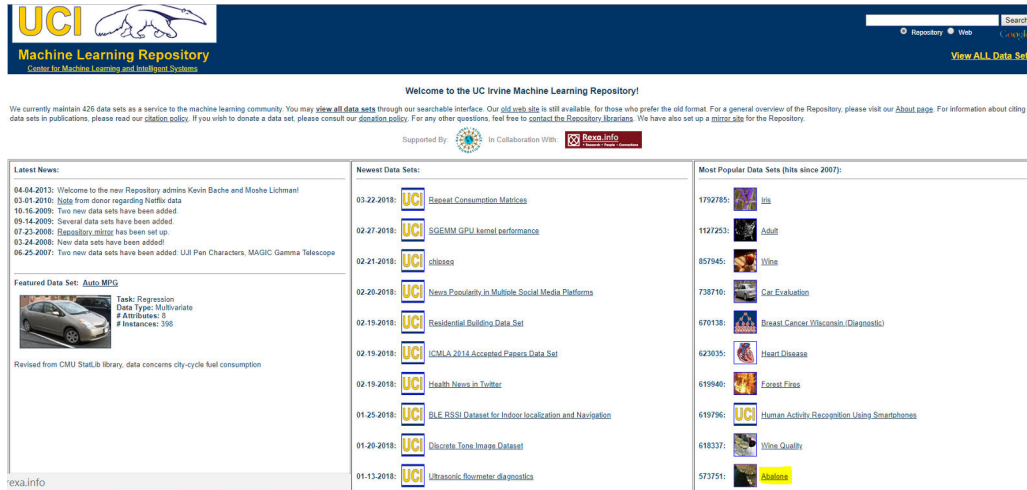 UCI
Machine Learning Repository
Center for Machine Learning and Intelligent Systems
Search
Repository Web
View ALL Data Set
Welcome to the UC Irvine Machine Learning Repository!
We currently maintain 426 data sets as a service to the machine learning community. You may view all data sets through our searchable interface. Our old web site is still available, for those who prefer the old format. For a general overview of the Repository, please visit our About page. For information about citing
data sets in publications, please read our citation policy. If you wish to donate a data set, please consult our donation policy. For any other questions, feel free to contact the Repository librarians. We have also set up a mirror site for the Repository.
Supported By: In Collaboration With: Rexa.info
Latest News:
04-04-2013: Welcome to the new Repository admins Kevin Bache and Moshe Lichman!
03-01-2010: Note from donor regarding Netflix data
10-16-2009: Two new data sets have been added.
09-14-2009: Several data sets have been added.
07-23-2008: Repository mirror has been set up.
03-24-2008: New data sets have been added!
06-25-2007: Two new data sets have been added: UJI Pen Characters, MAGIC Gamma Telescope
Featured Data Set: Auto MPG
Task: Regression
Data Type: Multivariate
# Attributes: 8
# Instances: 398
Revised from CMU StatLib library, data concerns city-cycle fuel consumption
rexa.info
Newest Data Sets:
03-22-2018: UCI Repeat Consumption Matrices
02-27-2018: UCI SGEMM GPU kernel performance
02-21-2018: UCI chipseq
02-20-2018: UCI News Popularity in Multiple Social Media Platforms
02-19-2018: UCI Residential Building Data Set
02-19-2018: UCI ICMLA 2014 Accepted Papers Data Set
02-19-2018: UCI Health News in Twitter
01-25-2018: UCI BLE RSSI Dataset for Indoor localization and Navigation
01-20-2018: UCI Discrete Tone Image Dataset
01-13-2018: UCI Ultrasonic flowmeter diagnostics
Most Popular Data Sets (hits since 2007):
1792785: Iris
1127253: Adult
857945: Wine
738710: Car Evaluation
670138: Breast Cancer Wisconsin (Diagnostic)
623035: Heart Disease
619940: Forest Fires
619796: UCI Human Activity Recognition Using Smartphones
618337: Wine Quality
573751: Abalone